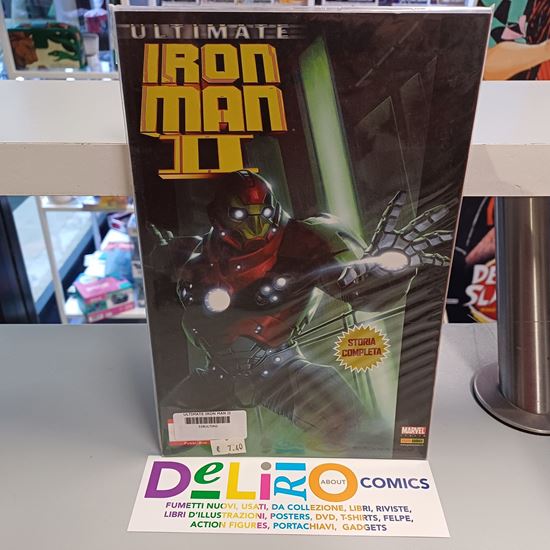 ULTIMATE
IRON
MAN
II
STORIA
COMPLETA
MARVEL
ULTIMATE IRON MAN II
€ 7.40
DeLiRiO ABOUT COMICS
FUMETTI NUOVI, USATI, DA COLLEZIONE, LIBRI, RIVISTE,
LIBRI D'ILLUSTRAZIONI, POSTERS, DVD, T-SHIRTS, FELPE,
ACTION FIGURES, PORTACHIAVI, GADGETS